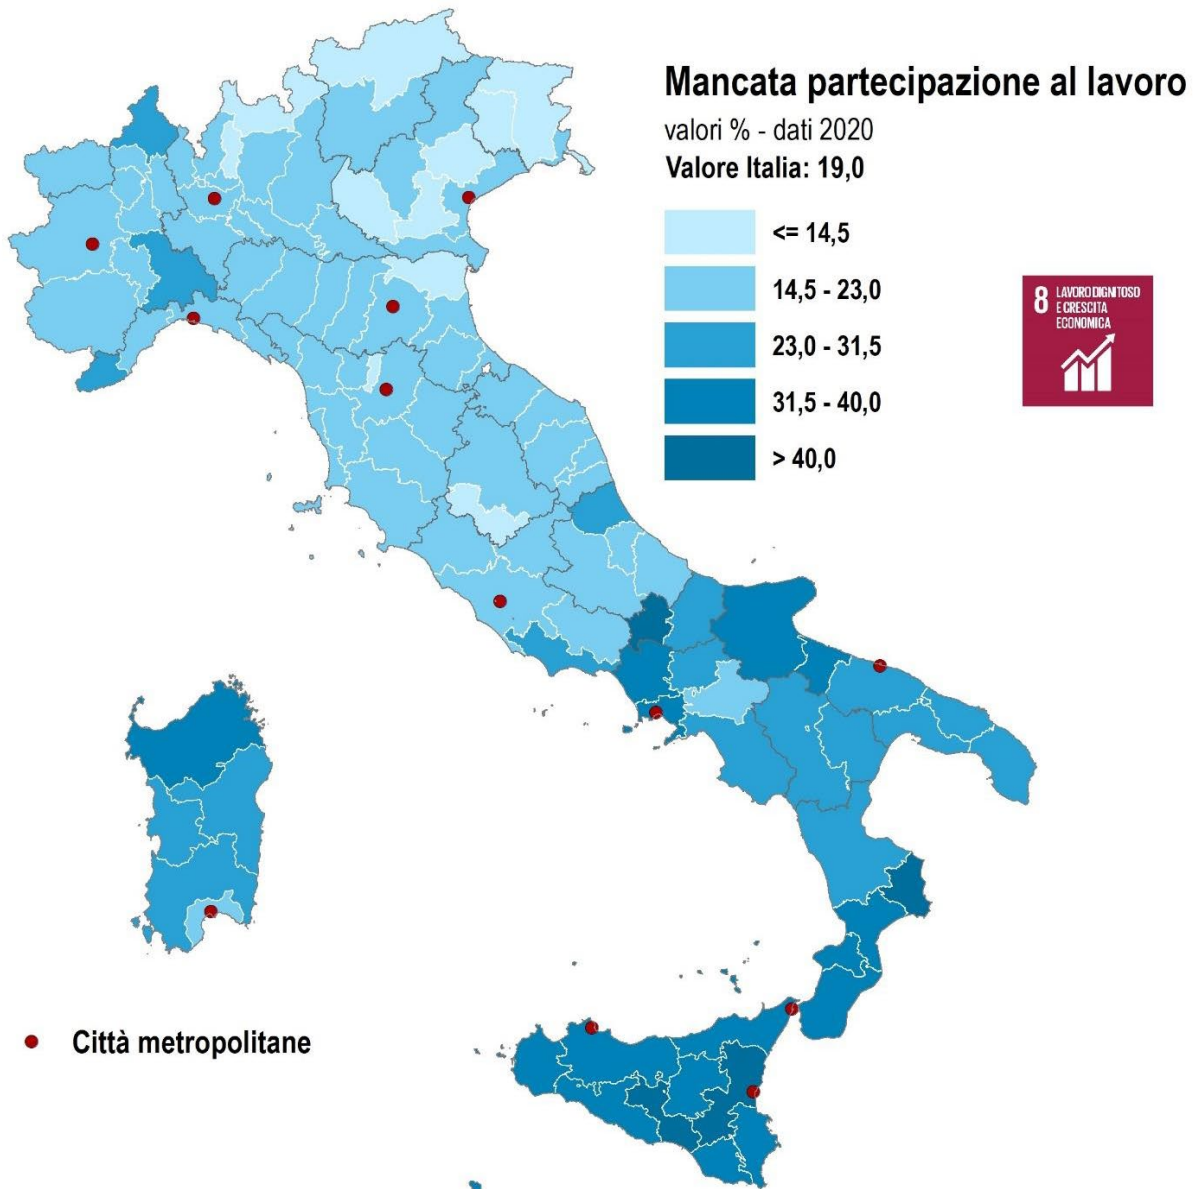 Mancata partecipazione al lavoro
valori % - dati 2020
Valore Italia: 19,0
<= 14,5
14,5 - 23,0
23,0 - 31,5
31,5 - 40,0
> 40,0
8 LAVORO DIGNITOSO
E CRESCITA
ECONOMICA
Città metropolitane